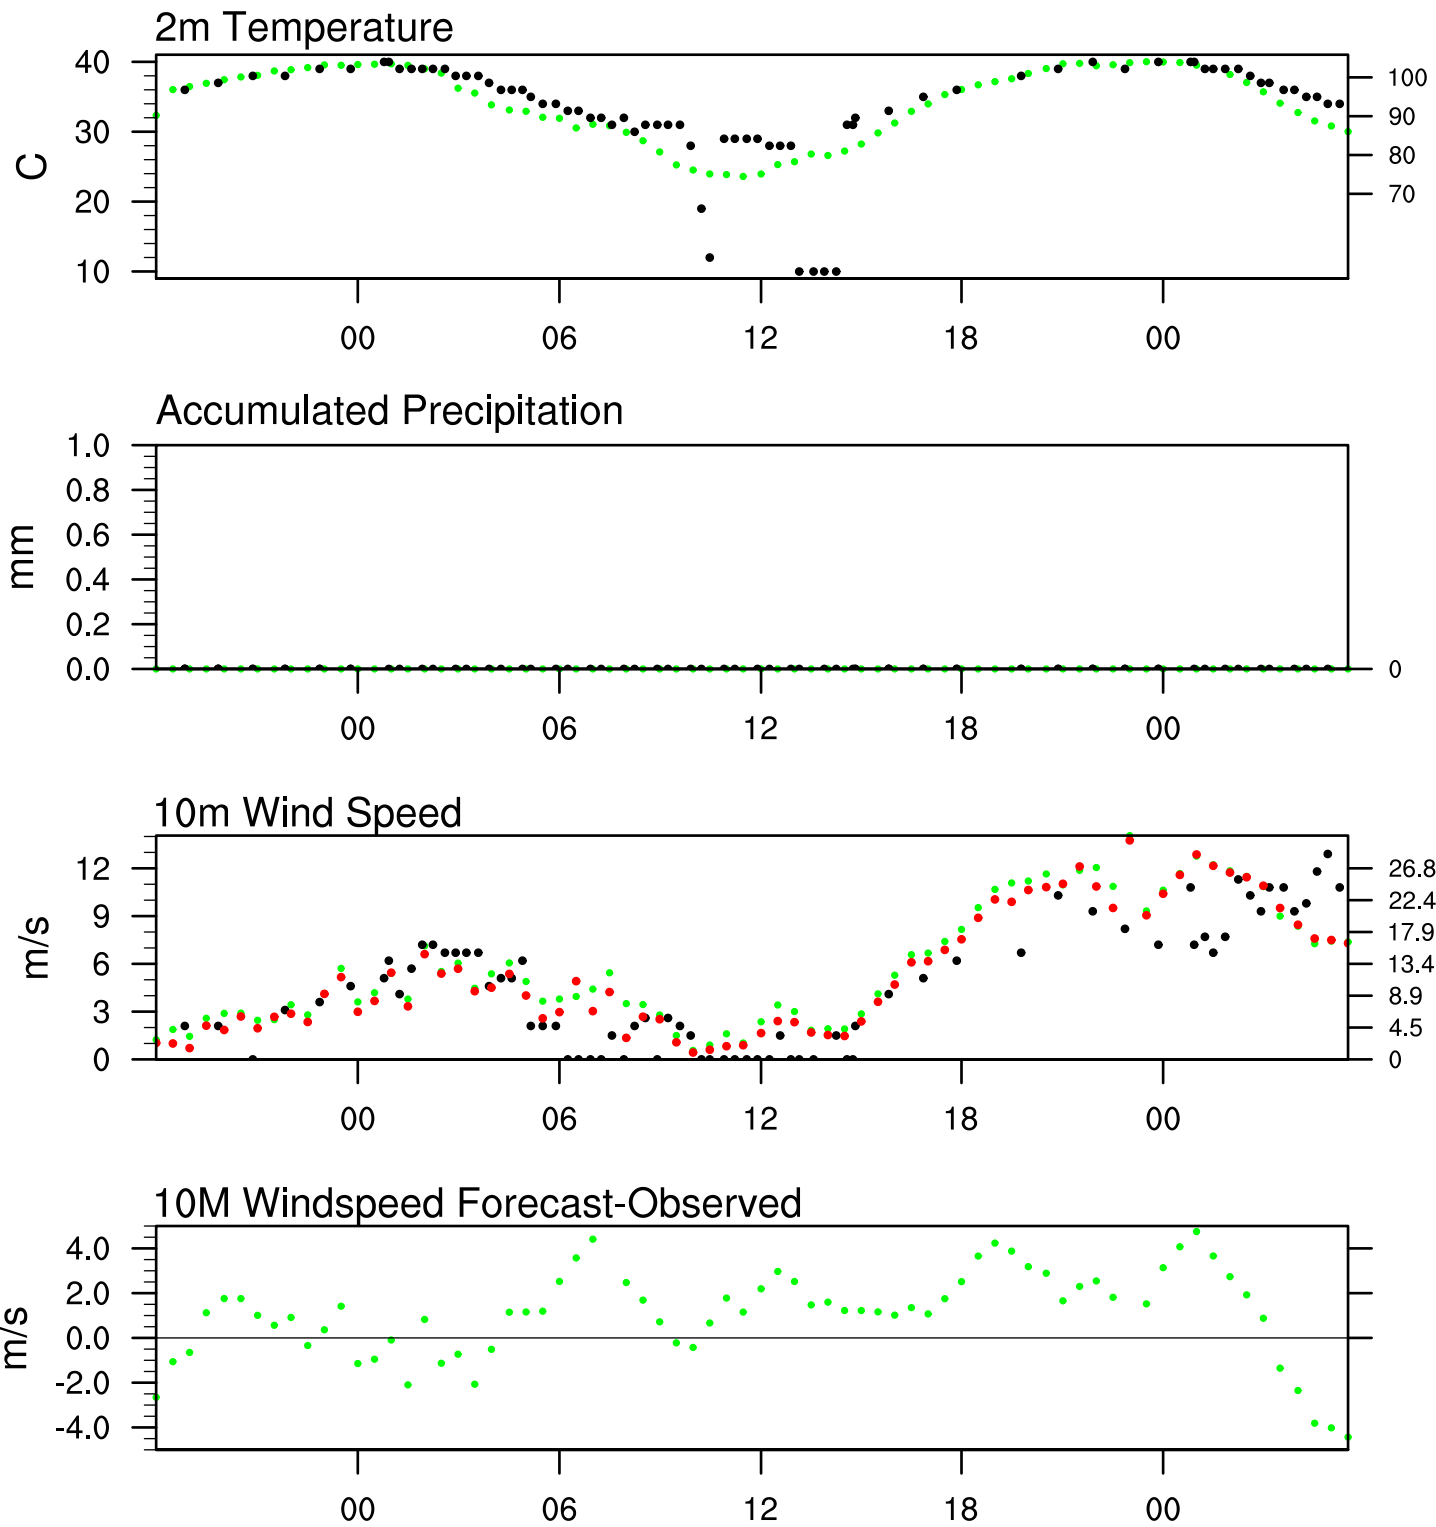 2m Temperature
40
30
20
10
C
100
90
80
70
00 06 12 18 00
Accumulated Precipitation
1.0
0.8
0.6
0.4
0.2
0.0
mm
0
00 06 12 18 00
10m Wind Speed
12
9
6
3
0
m/s
26.8
22.4
17.9
13.4
8.9
4.5
0
00 06 12 18 00
10M Windspeed Forecast-Observed
4.0
2.0
0.0
-2.0
-4.0
m/s
00 06 12 18 00